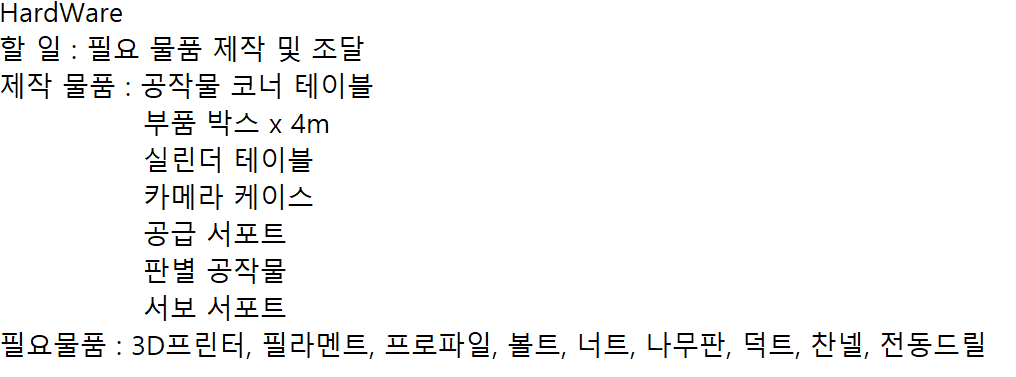 HardWare
할 일 : 필요 물품 제작 및 조달
제작 물품 : 공작물 코너 테이블
부품 박스 x 4m
실린더 테이블
카메라 케이스
공급 서포트
판별 공작물
서보 서포트
필요물품 : 3D프린터, 필라멘트, 프로파일, 볼트, 너트, 나무판, 덕트, 찬넬, 전동드릴